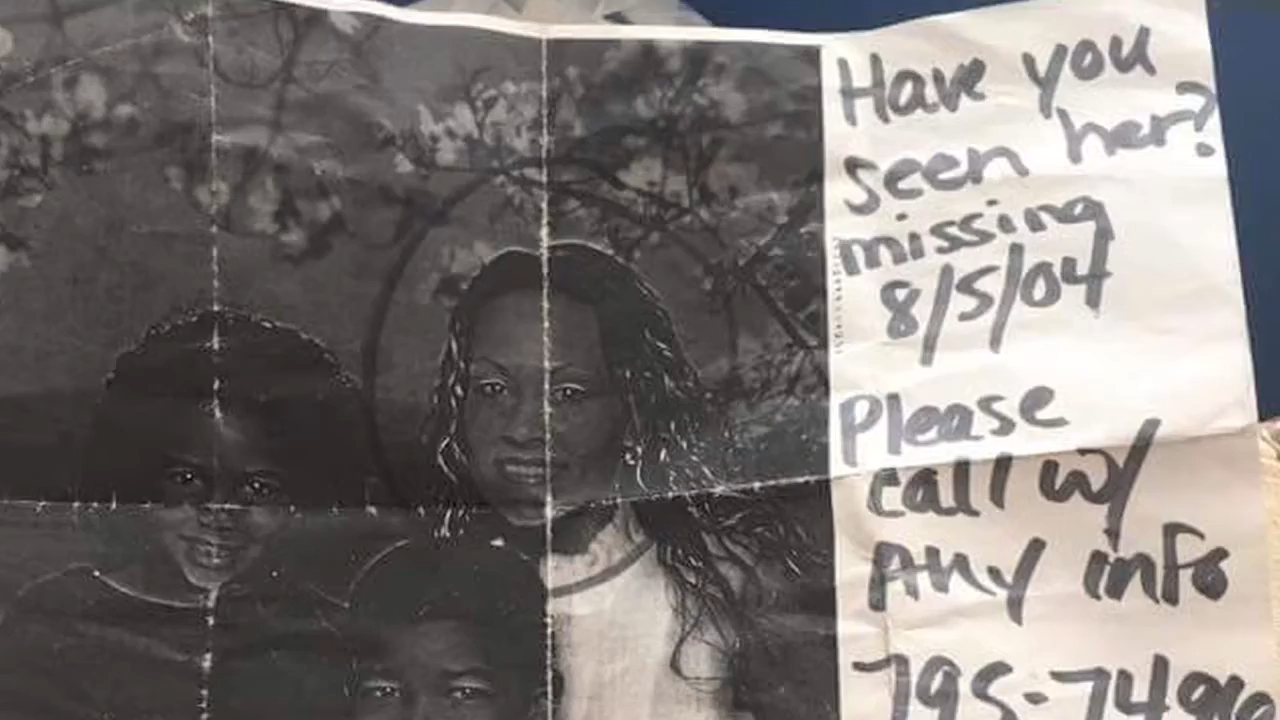 Have you
seen her?
missing
8/5/04
Please
call w/
Any info